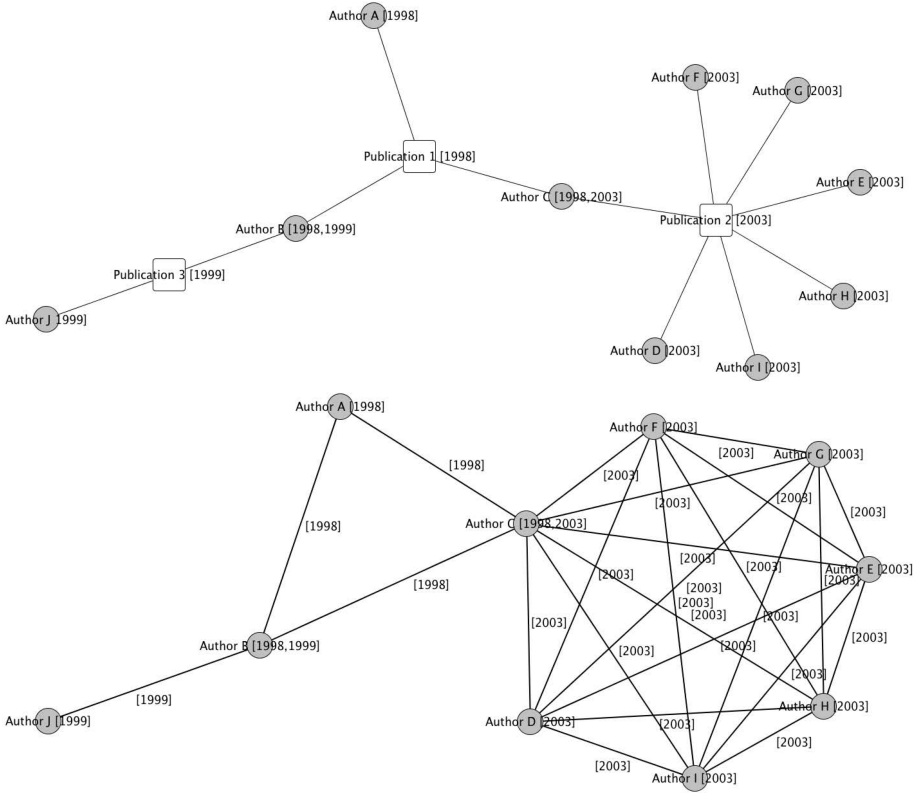 Author A [1998]
Author F [2003]
Author G [2003]
Publication 1 [1998]
Author E [2003]
Author C [1998,2003]
Publication 2 [2003]
Author B [1998,1999]
Publication 3 [1999]
Author H [2003]
Author J 1999]
Author D [2003]
Author I [2003]
Author A [1998]
Author F [2003]
[2003]
Author G [2003]
[1998]
[2003]
[2003]
[2003]
[2003]
Author C [1998,2003]
[1998]
[2003]
[2003]
Author E [2003]
[2003]
[2003]
[1998]
[2003]
[2003]
[2003]
[2003]
[2003]
[2003]
Author B [1998,1999]
[2003]
[2003]
[2003]
[1999]
Author H [2003]
Author J [1999]
Author D [2003]
[2003]
[2003]
[2003]
Author I [2003]